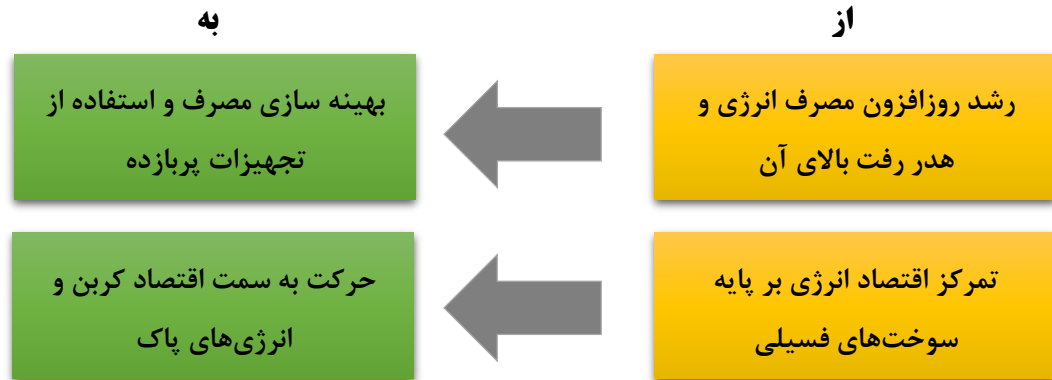 از
به
رشد روزافزون مصرف انرژی و
هدر رفت بالای آن
بهینه سازی مصرف و استفاده از
تجهیزات پربازده
تمرکز اقتصاد انرژی بر پایه
سوخت‌های فسیلی
حرکت به سمت اقتصاد کربن و
انرژی‌های پاک